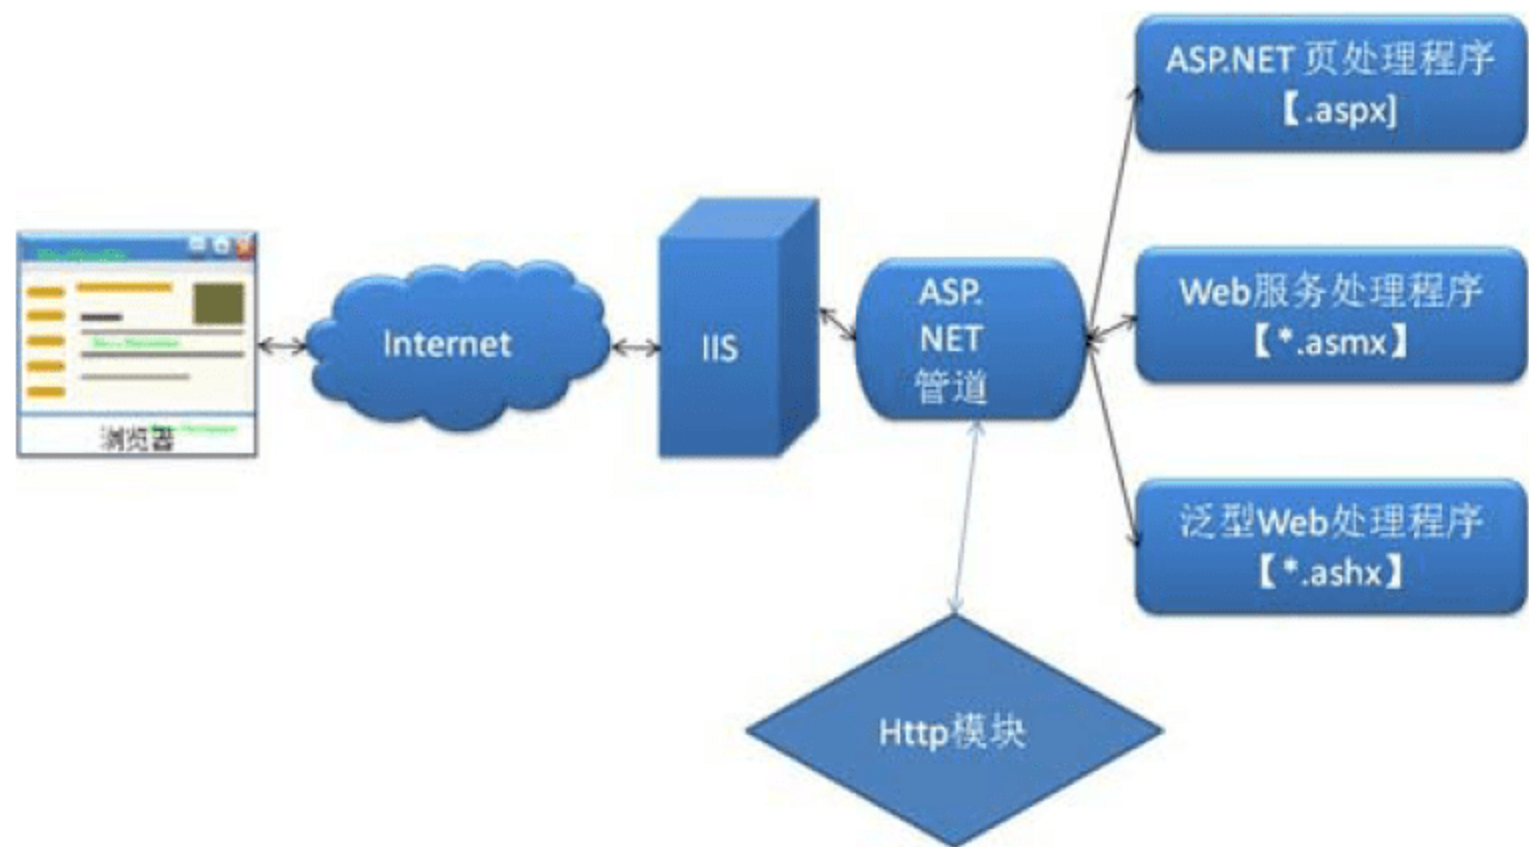 ASP.NET 页处理程序
【.aspx]
Web服务处理程序
【*.asmx】
ASP.
NET
管道
Internet
IIS
浏览器
泛型Web处理程序
【*.ashx】
Http模块